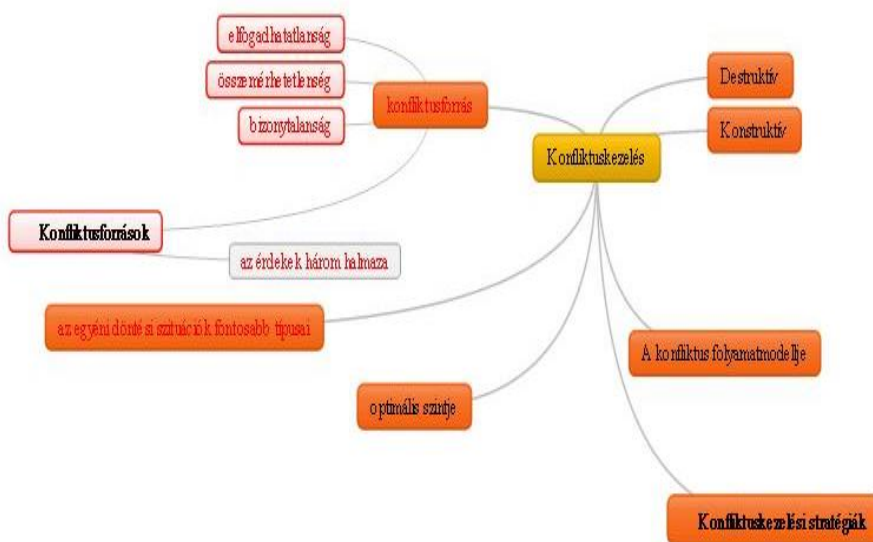 elfogadhatatlanság
összemérhetetlenség
bizonytalanság
konfliktusforrás
Konfliktusforrások
az érdekek három halmaza
az egyéni döntési szituációk fontosabb típusai
optimális szintje
Konfliktuskezelés
Destruktív
Konstruktív
A konfliktus folyamatmodellje
Konfliktuskezelési stratégiák